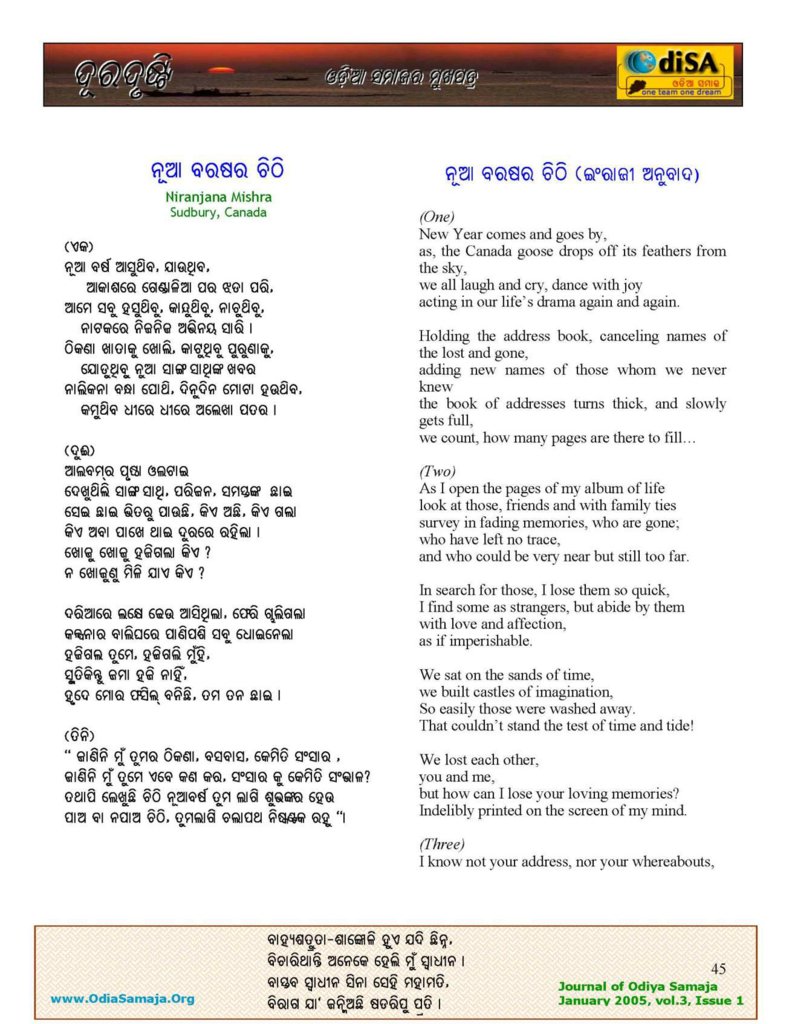 ଦୂରଦୃଷ୍ଟି
ଓଡ଼ିଆ ସମାଜର ମୁଖପତ୍ର
OdiSA
ଓଡ଼ିଆ ସମାଜ
one team one dream
ନୂଆ ବରଷର ଚିଠି
Niranjana Mishra
Sudbury, Canada
(ଏକ)
ନୂଆ ବର୍ଷ ଆସୁଥିବ, ଯାଉଥିବ,
ଆକାଶରେ ଗେଣ୍ଡାଳିଆ ପର ଝଡା ପରି,
ଆମେ ସବୁ ହସୁଥିବୁ, କାନ୍ଦୁଥିବୁ, ନାଚୁଥିବୁ,
ନାଟକରେ ନିଜନିଜ ଅଭିନୟ ସାରି ।
ଠିକଣା ଖାତାକୁ ଖୋଲି, କାଟୁଥିବୁ ପୁରୁଣାକୁ,
ଯୋଡୁଥିବୁ ନୁଆ ସାଙ୍ଗ ସାଥିଙ୍କ ଖବର
ନାଲିକନା ବନ୍ଧା ପୋଥି, ଦିନୁଦିନ ମୋଟା ହଉଥିବ,
କମୁଥିବ ଧୀରେ ଧୀରେ ଅଲେଖା ପତର ।
(ଦୁଇ)
ଆଲବମ୍‌ର ପୃଷ୍ଠା ଓଲଟାଇ
ଦେଖୁଥିଲି ସାଙ୍ଗ ସାଥି, ପରିଜନ, ସମସ୍ତଙ୍କ ଛାଇ
ସେଇ ଛାଇ ଭିତରୁ ପାଉଛି, କିଏ ଅଛି, କିଏ ଗଲା
କିଏ ଅବା ପାଖେ ଥାଇ ଦୁରରେ ରହିଲା ।
ଖୋଜୁ ଖୋଜୁ ହଜିଗଲା କିଏ ?
ନ ଖୋଜୁଣୁ ମିଳି ଯାଏ କିଏ ?
ଦରିଆରେ ଲକ୍ଷେ ଢେଉ ଆସିଥିଲା, ଫେରି ଗ୍ଚଲିଗଲା
କଳ୍ପନାର ବାଲିଘରେ ପାଣିପଶି ସବୁ ଧୋଇନେଲା
ହଜିଗଲ ତୁମେ, ହଜିଗଲି ମୁଁହି,
ସ୍ମୃତିକିନ୍ତୁ ଜମା ହଜି ନାହିଁ,
ହୃଦେ ମୋର ଫସିଲ୍ ବନିଛି, ତମ ତନ ଛାଇ ।
(ତିନି)
“ ଜାଣିନି ମୁଁ ତୁମର ଠିକଣା, ବସବାସ, କେମିତି ସଂସାର ,
ଜାଣିନି ମୁଁ ତୁମେ ଏବେ କଣ କର, ସଂସାର କୁ କେମିତି ସଂଭାଳ?
ତଥାପି ଲେଖୁଛି ଚିଠି ନୂଆବର୍ଷ ତୁମ ଲାଗି ଶୁଭଙ୍କର ହେଉ
ପାଅ ବା ନପାଅ ଚିଠି, ତୁମଲାଗି ଚଲାପଥ ନିଷ୍କଣ୍ଟକ ରହୁ “।
ନୂଆ ବରଷର ଚିଠି (ଇଂରାଜୀ ଅନୁବାଦ)
(One)
New Year comes and goes by,
as, the Canada goose drops off its feathers from
the sky,
we all laugh and cry, dance with joy
acting in our life’s drama again and again.
Holding the address book, canceling names of
the lost and gone,
adding new names of those whom we never
knew
the book of addresses turns thick, and slowly
gets full,
we count, how many pages are there to fill…
(Two)
As I open the pages of my album of life
look at those, friends and with family ties
survey in fading memories, who are gone;
who have left no trace,
and who could be very near but still too far.
In search for those, I lose them so quick,
I find some as strangers, but abide by them
with love and affection,
as if imperishable.
We sat on the sands of time,
we built castles of imagination,
So easily those were washed away.
That couldn’t stand the test of time and tide!
We lost each other,
you and me,
but how can I lose your loving memories?
Indelibly printed on the screen of my mind.
(Three)
I know not your address, nor your whereabouts,
www.OdiaSamaja.Org
ବାହ୍ୟଶତ୍ରୁତା-ଶାଙ୍କୋଳି ହୁଏ ଯଦି ଛିନ୍ନ,
ବିଚାରିଥାନ୍ତି ଅନେକେ ହେଲି ମୁଁ ସ୍ୱାଧୀନ ।
ବାସ୍ତବ ସ୍ୱାଧୀନ ସିନା ସେହି ମହାମତି,
ବିରାଗ ଯା‘ ଜନ୍ମିଅଛି ଷଡରିପୁ ପ୍ରତି ।
45
Journal of Odiya Samaja
January 2005, vol.3, Issue 1